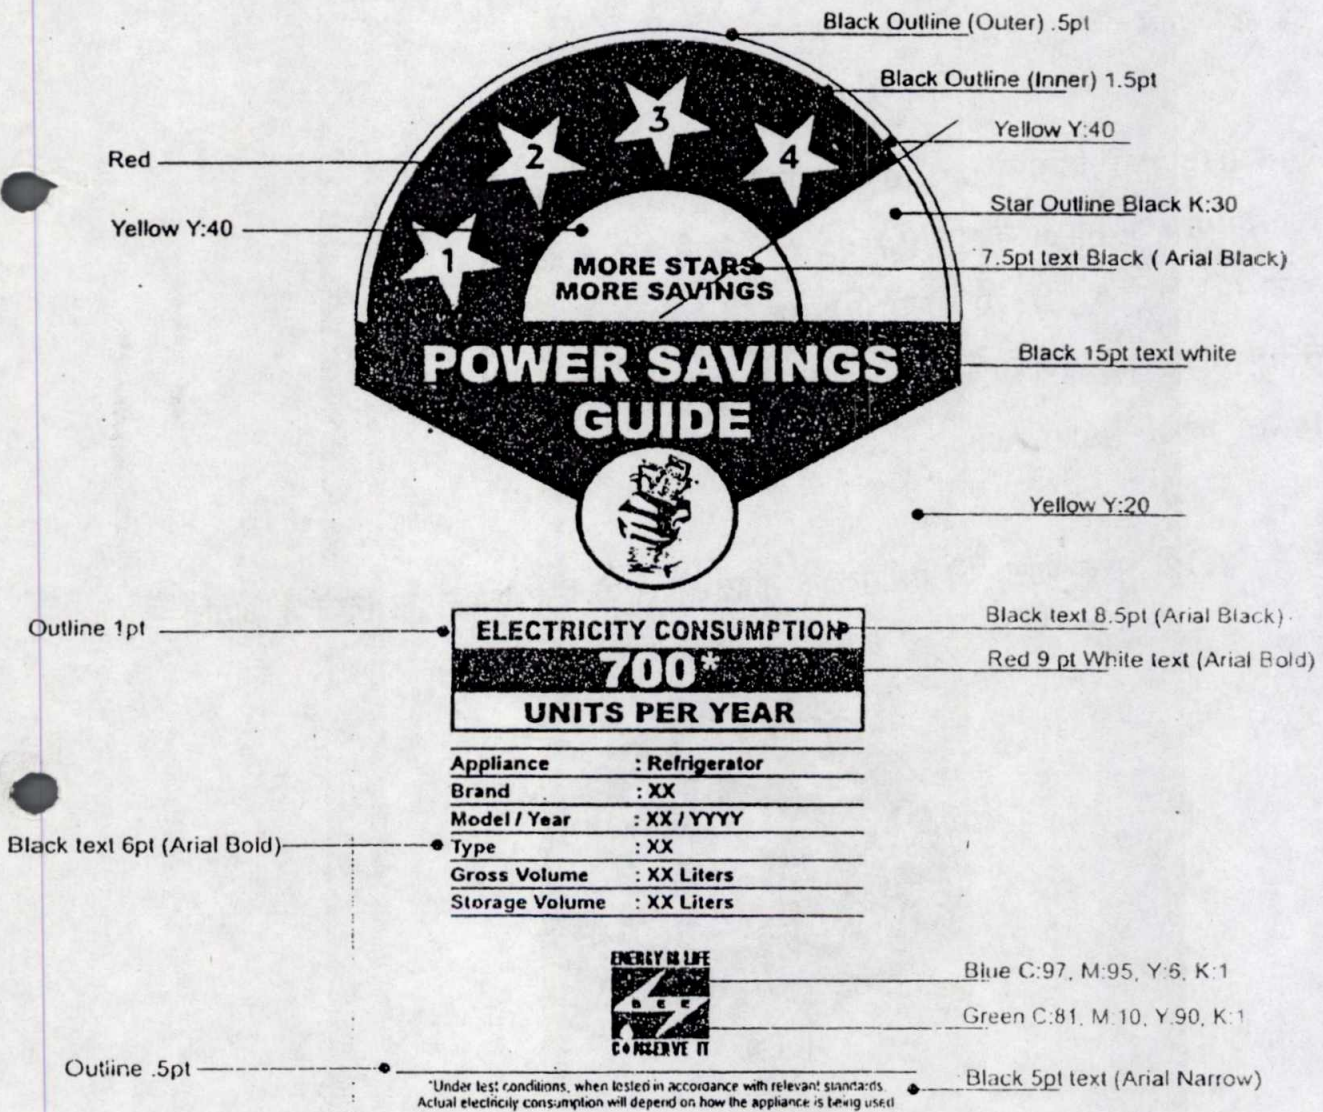 Black Outline (Outer) .5pt
Black Outline (Inner) 1.5pt
Yellow Y:40
Red
Star Outline Black K:30
Yellow Y:40
7.5pt text Black ( Arial Black)
1
2
3
4
MORE STARS
MORE SAVINGS
Black 15pt text white
POWER SAVINGS
GUIDE
Yellow Y:20
Outline 1pt
ELECTRICITY CONSUMPTION
Black text 8.5pt (Arial Black)
700*
Red 9 pt White text (Arial Bold)
UNITS PER YEAR
Appliance : Refrigerator
Brand : XX
Model / Year : XX / YYYY
Black text 6pt (Arial Bold)
Type : XX
Gross Volume : XX Liters
Storage Volume : XX Liters
ENERGY IS LIFE
BEE
CONSERVE IT
Blue C:97, M:95, Y:6, K:1
Green C:81, M:10, Y.90, K:1
Outline .5pt
Black 5pt text (Arial Narrow)
*Under test conditions, when tested in accordance with relevant standards.
Actual electricity consumption will depend on how the appliance is being used